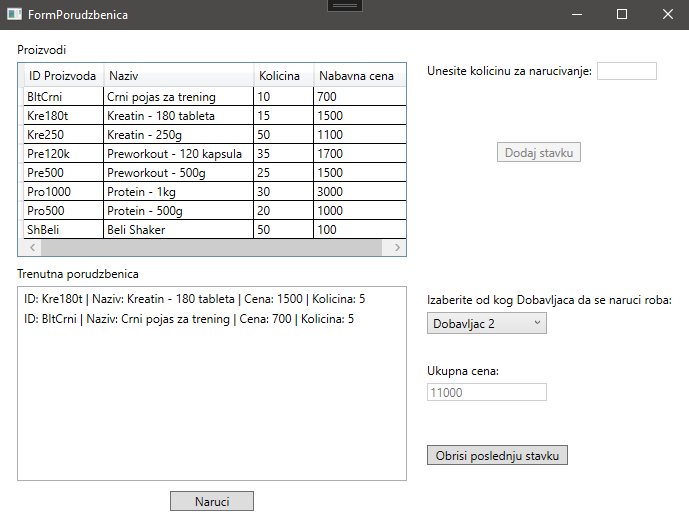 FormPorudzbenica
Proizvodi
ID Proizvoda Naziv Kolicina Nabavna cena
BltCrni Crni pojas za trening 10 700
Kre180t Kreatin - 180 tableta 15 1500
Kre250 Kreatin - 250g 50 1100
Pre120k Preworkout - 120 kapsula 35 1700
Pre500 Preworkout - 500g 25 1500
Pro1000 Protein - 1kg 30 3000
Pro500 Protein - 500g 20 1000
ShBeli Beli Shaker 50 100
Unesite kolicinu za narucivanje:
Dodaj stavku
Trenutna porudzbenica
ID: Kre180t | Naziv: Kreatin - 180 tableta | Cena: 1500 | Kolicina: 5
ID: BltCrni | Naziv: Crni pojas za trening | Cena: 700 | Kolicina: 5
Izaberite od kog Dobavljaca da se naruci roba:
Dobavljac 2
Ukupna cena:
11000
Obrisi poslednju stavku
Naruci